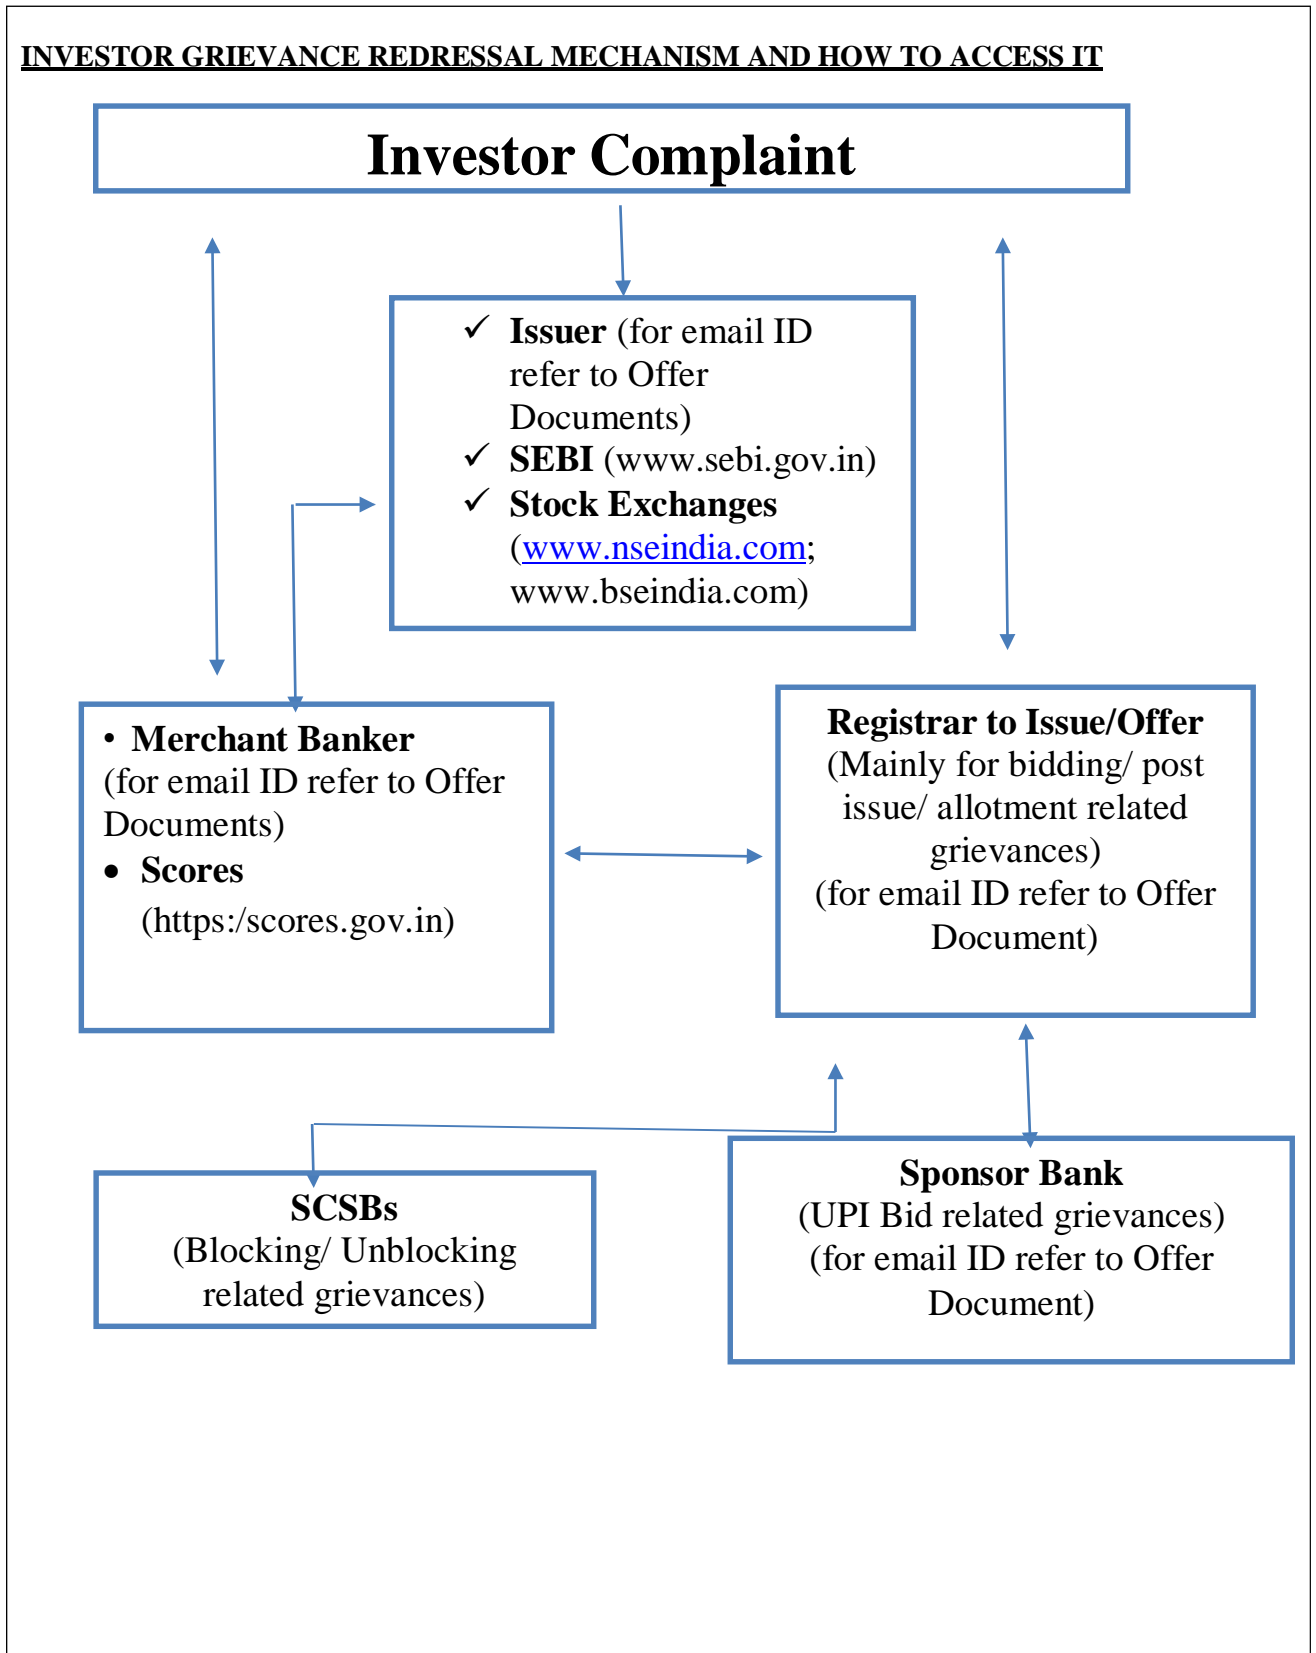 INVESTOR GRIEVANCE REDRESSAL MECHANISM AND HOW TO ACCESS IT
Investor Complaint
✓ Issuer (for email ID
refer to Offer
Documents)
✓ SEBI (www.sebi.gov.in)
✓ Stock Exchanges
(www.nseindia.com;
www.bseindia.com)
• Merchant Banker
(for email ID refer to Offer
Documents)
• Scores
(https:/scores.gov.in)
Registrar to Issue/Offer
(Mainly for bidding/ post
issue/ allotment related
grievances)
(for email ID refer to Offer
Document)
SCSBs
(Blocking/ Unblocking
related grievances)
Sponsor Bank
(UPI Bid related grievances)
(for email ID refer to Offer
Document)